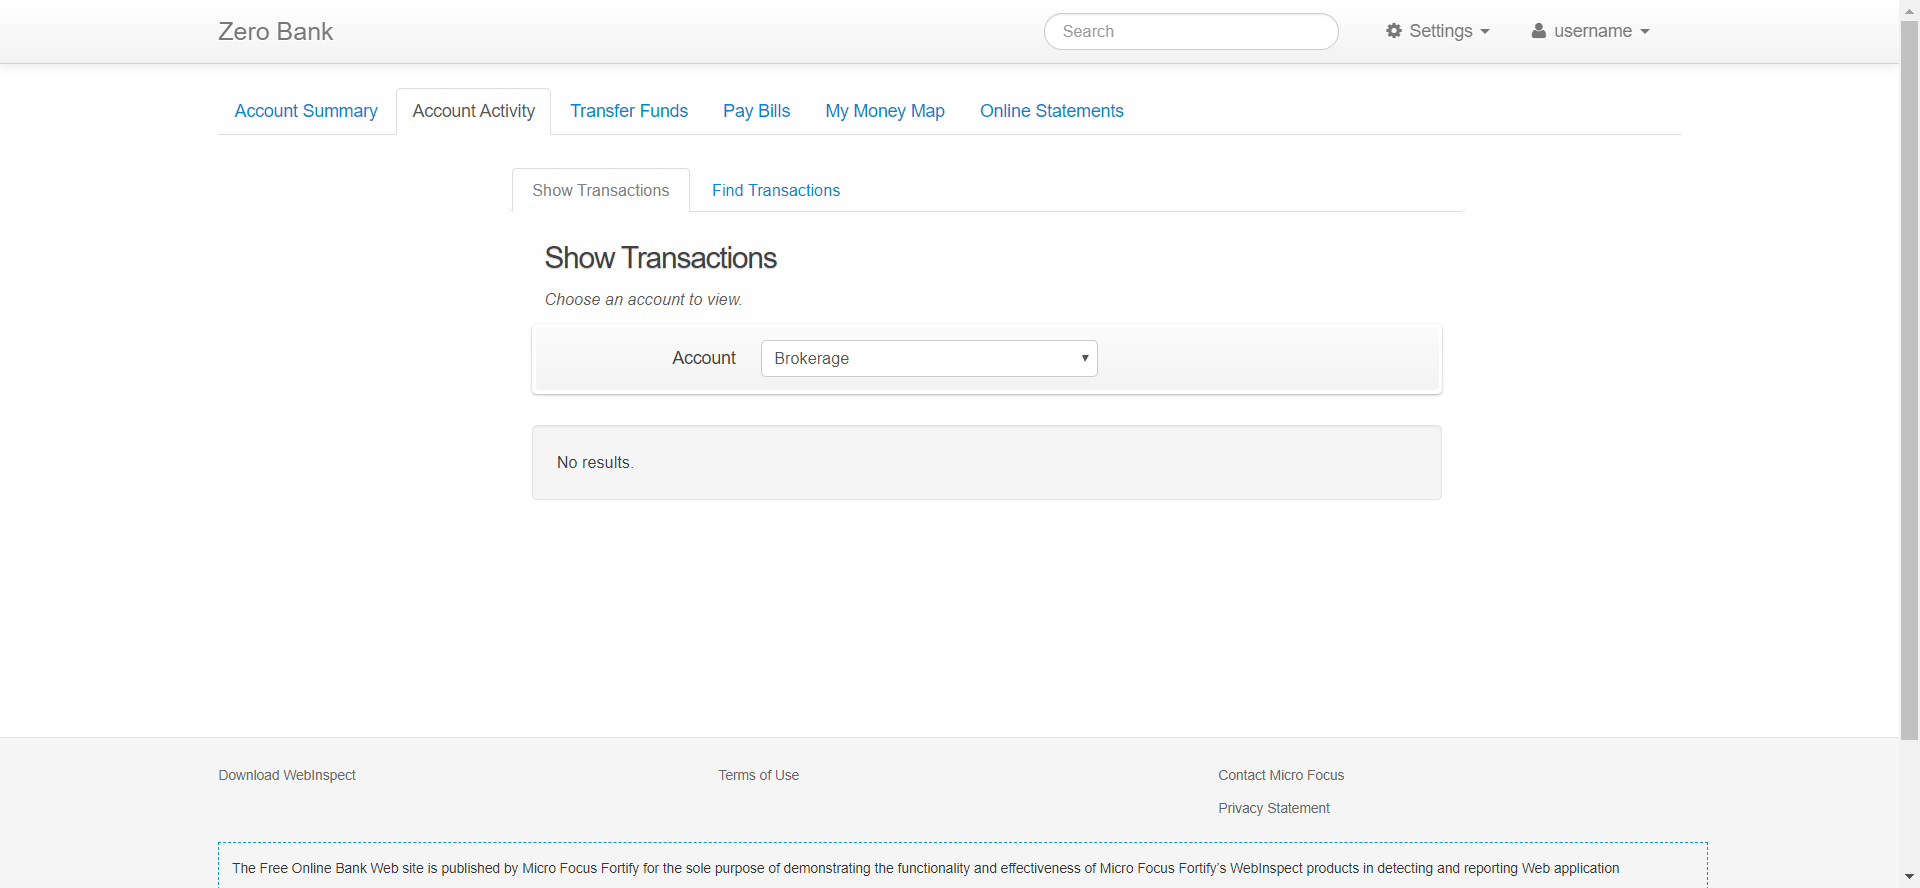 Zero Bank
Search
Settings
username
Account Summary
Account Activity
Transfer Funds
Pay Bills
My Money Map
Online Statements
Show Transactions
Find Transactions
Show Transactions
Choose an account to view.
Account
Brokerage
No results.
Download WebInspect
Terms of Use
Contact Micro Focus
Privacy Statement
The Free Online Bank Web site is published by Micro Focus Fortify for the sole purpose of demonstrating the functionality and effectiveness of Micro Focus Fortify's WebInspect products in detecting and reporting Web application